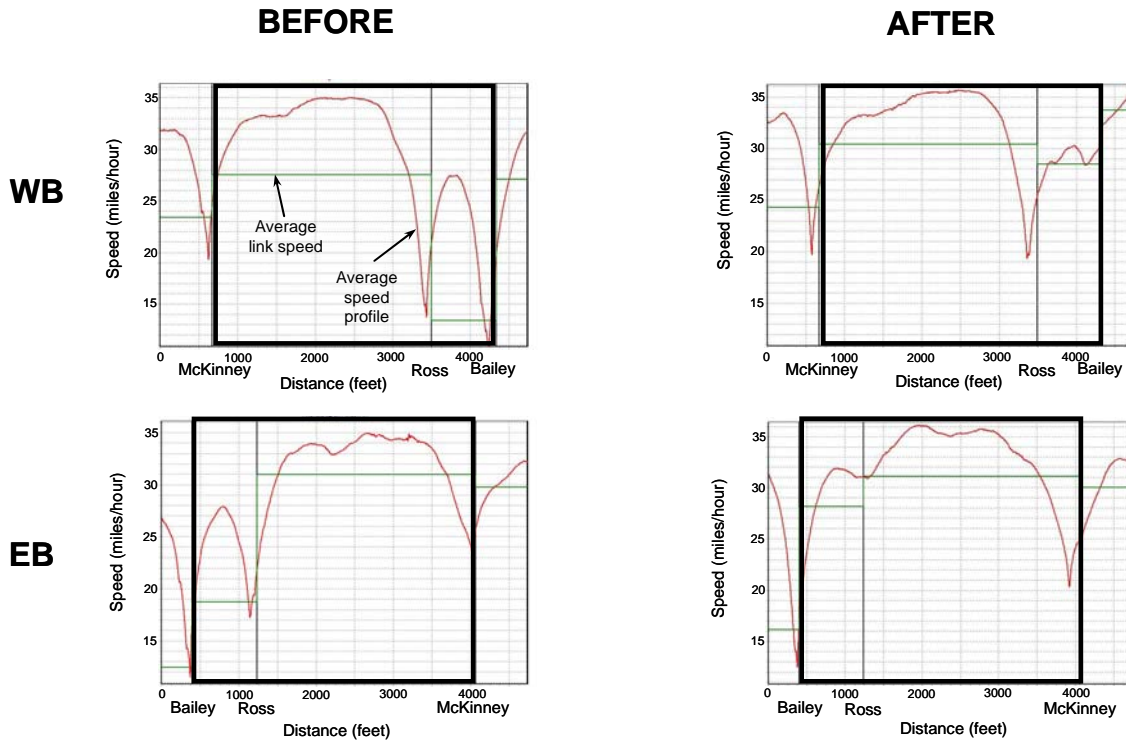 BEFORE
AFTER
WB
Speed (miles/hour)
35
30
25
20
15
Average
link speed
Average
speed
profile
0 1000 2000 3000 4000
McKinney Ross Bailey
Distance (feet)
Speed (miles/hour)
35
30
25
20
15
0 1000 2000 3000 4000
McKinney Ross Bailey
Distance (feet)
EB
Speed (miles/hour)
35
30
25
20
15
0 1000 2000 3000 4000
Bailey Ross McKinney
Distance (feet)
Speed (miles/hour)
35
30
25
20
15
0 1000 2000 3000 4000
Bailey Ross McKinney
Distance (feet)